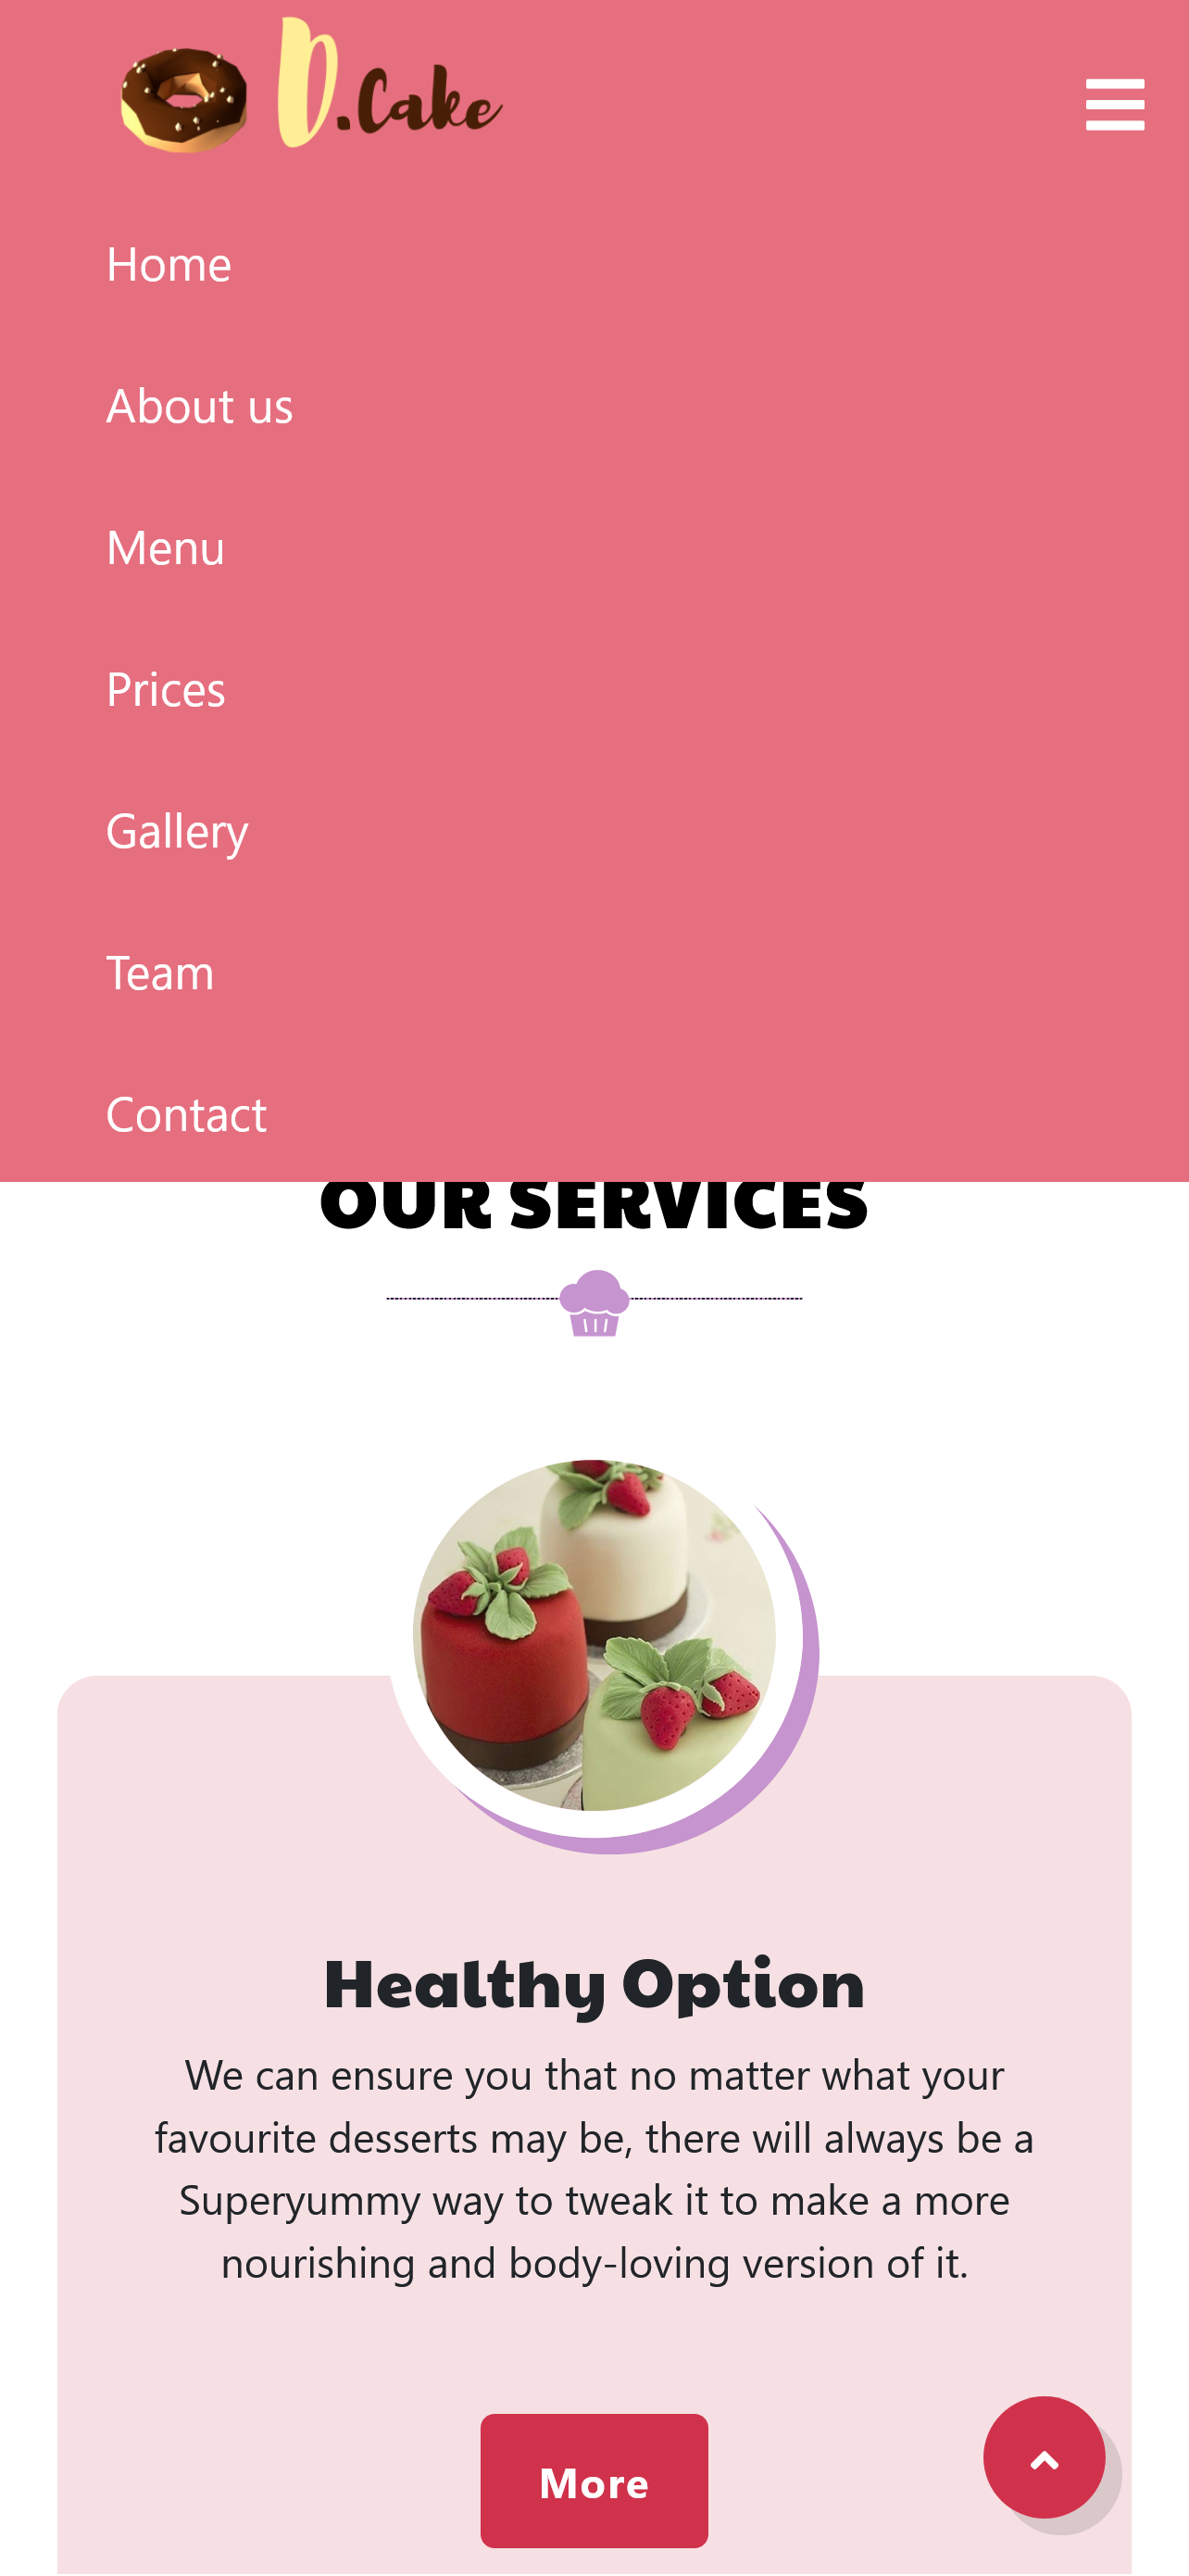 D.Cake
Home
About us
Menu
Prices
Gallery
Team
Contact
OUR SERVICES
Healthy Option
We can ensure you that no matter what your
favourite desserts may be, there will always be a
Superyummy way to tweak it to make a more
nourishing and body-loving version of it.
More